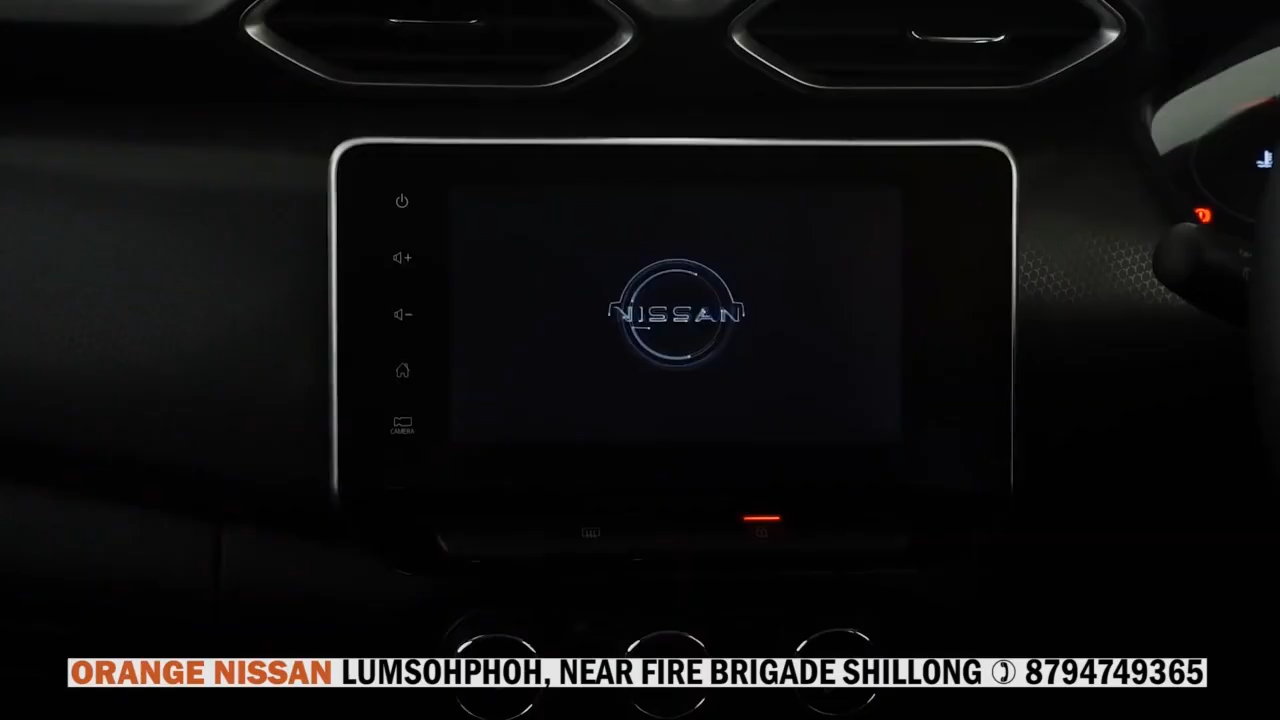 NISSAN
CAMERA
ORANGE NISSAN LUMSOHPHOH, NEAR FIRE BRIGADE SHILLONG ✆ 8794749365